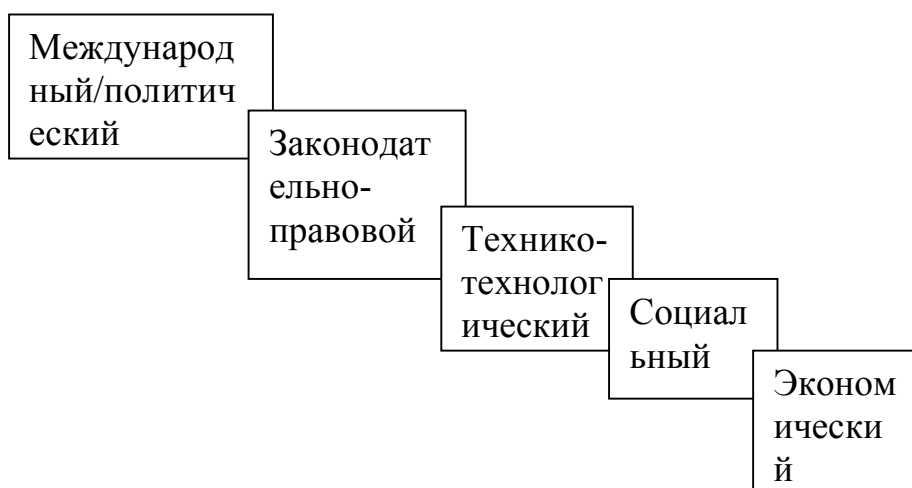 Международ
ный/политич
еский
Законодат
ельно-
правовой
Технико-
технолог
ический
Социал
ьный
Эконом
ически
й